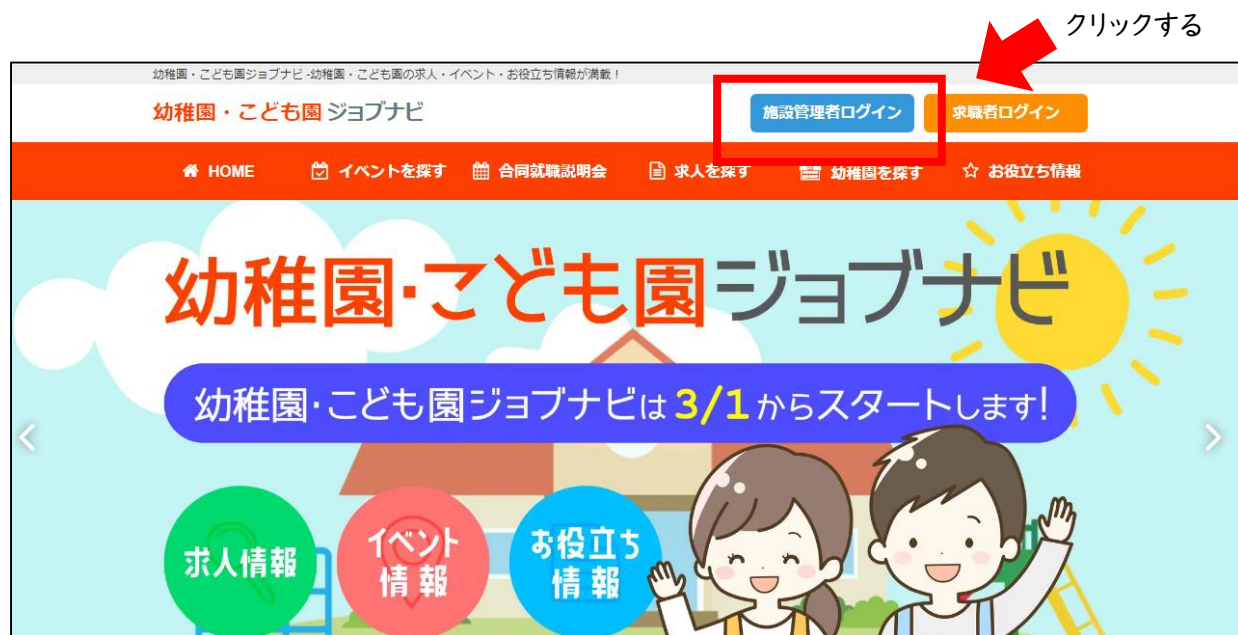 クリックする
幼稚園・こども園ジョブナビ -幼稚園・こども園の求人・イベント・お役立ち情報が満載！
幼稚園・こども園 ジョブナビ
施設管理者ログイン
求職者ログイン
HOME イベントを探す 合同就職説明会 求人を探す 幼稚園を探す お役立ち情報
幼稚園・こども園ジョブナビ
幼稚園・こども園ジョブナビは 3/1 からスタートします!
求人情報
イベント
情報
お役立ち
情報